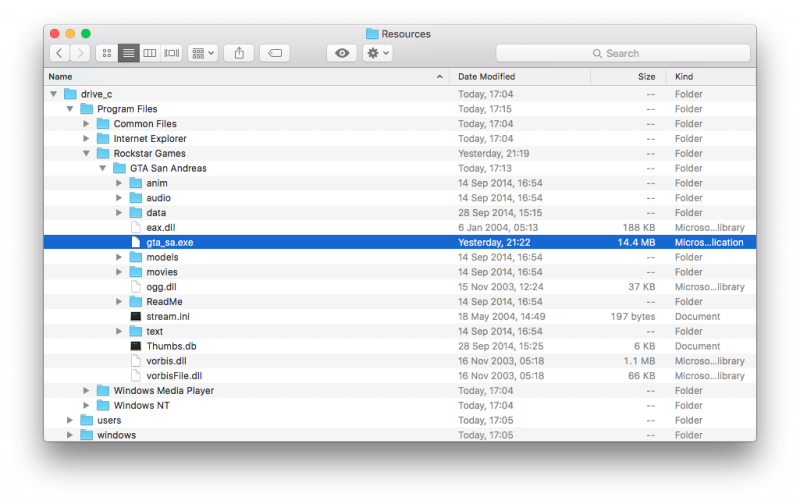 Resources
Search
Name Date Modified Size Kind
drive_c Today, 17:04 -- Folder
Program Files Today, 17:15 -- Folder
Common Files Today, 17:04 -- Folder
Internet Explorer Today, 17:04 -- Folder
Rockstar Games Yesterday, 21:19 -- Folder
GTA San Andreas Today, 17:13 -- Folder
anim 14 Sep 2014, 16:54 -- Folder
audio 14 Sep 2014, 16:54 -- Folder
data 28 Sep 2014, 15:15 -- Folder
eax.dll 6 Jan 2004, 05:13 188 KB Microso...library
gta_sa.exe Yesterday, 21:22 14.4 MB Micros...lication
models 14 Sep 2014, 16:54 -- Folder
movies 14 Sep 2014, 16:54 -- Folder
ogg.dll 15 Nov 2003, 12:24 37 KB Microso...library
ReadMe 14 Sep 2014, 16:54 -- Folder
stream.ini 18 May 2004, 14:49 197 bytes Document
text 14 Sep 2014, 16:54 -- Folder
Thumbs.db 28 Sep 2014, 15:25 6 KB Document
vorbis.dll 16 Nov 2003, 05:18 1.1 MB Microso...library
vorbisFile.dll 16 Nov 2003, 05:18 66 KB Microso...library
Windows Media Player Today, 17:04 -- Folder
Windows NT Today, 17:04 -- Folder
users Today, 17:05 -- Folder
windows Today, 17:05 -- Folder